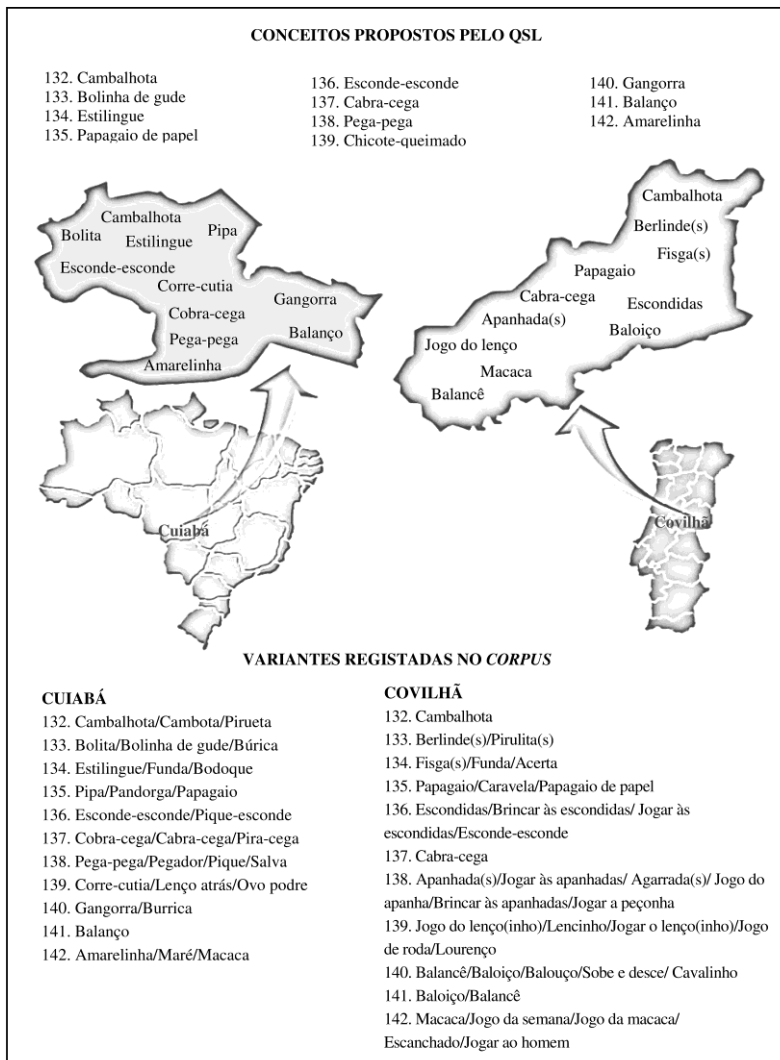 CONCEITOS PROPOSTOS PELO QSL
132. Cambalhota
133. Bolinha de gude
134. Estilingue
135. Papagaio de papel
136. Esconde-esconde
137. Cabra-cega
138. Pega-pega
139. Chicote-queimado
140. Gangorra
141. Balanço
142. Amarelinha
Cambalhota
Bolita
Estilingue
Pipa
Esconde-esconde
Corre-cutia
Cobra-cega
Gangorra
Pega-pega
Balanço
Amarelinha
Cuiabá
Cambalhota
Berlinde(s)
Fisga(s)
Papagaio
Cabra-cega
Escondidas
Apanhada(s)
Baloiço
Jogo do lenço
Macaca
Balancê
Covilhã
VARIANTES REGISTADAS NO CORPUS
CUIABÁ
132. Cambalhota/Cambota/Pirueta
133. Bolita/Bolinha de gude/Búrica
134. Estilingue/Funda/Bodoque
135. Pipa/Pandorga/Papagaio
136. Esconde-esconde/Pique-esconde
137. Cobra-cega/Cabra-cega/Pira-cega
138. Pega-pega/Pegador/Pique/Salva
139. Corre-cutia/Lenço atrás/Ovo podre
140. Gangorra/Burrica
141. Balanço
142. Amarelinha/Maré/Macaca
COVILHÃ
132. Cambalhota
133. Berlinde(s)/Pirulita(s)
134. Fisga(s)/Funda/Acerta
135. Papagaio/Caravela/Papagaio de papel
136. Escondidas/Brincar às escondidas/ Jogar às
escondidas/Esconde-esconde
137. Cabra-cega
138. Apanhada(s)/Jogar às apanhadas/ Agarrada(s)/ Jogo do
apanha/Brincar às apanhadas/Jogar a peçonha
139. Jogo do lenço(inho)/Lencinho/Jogar o lenço(inho)/Jogo
de roda/Lourenço
140. Balancê/Baloiço/Balouço/Sobe e desce/ Cavalinho
141. Baloiço/Balancê
142. Macaca/Jogo da semana/Jogo da macaca/
Escanchado/Jogar ao homem